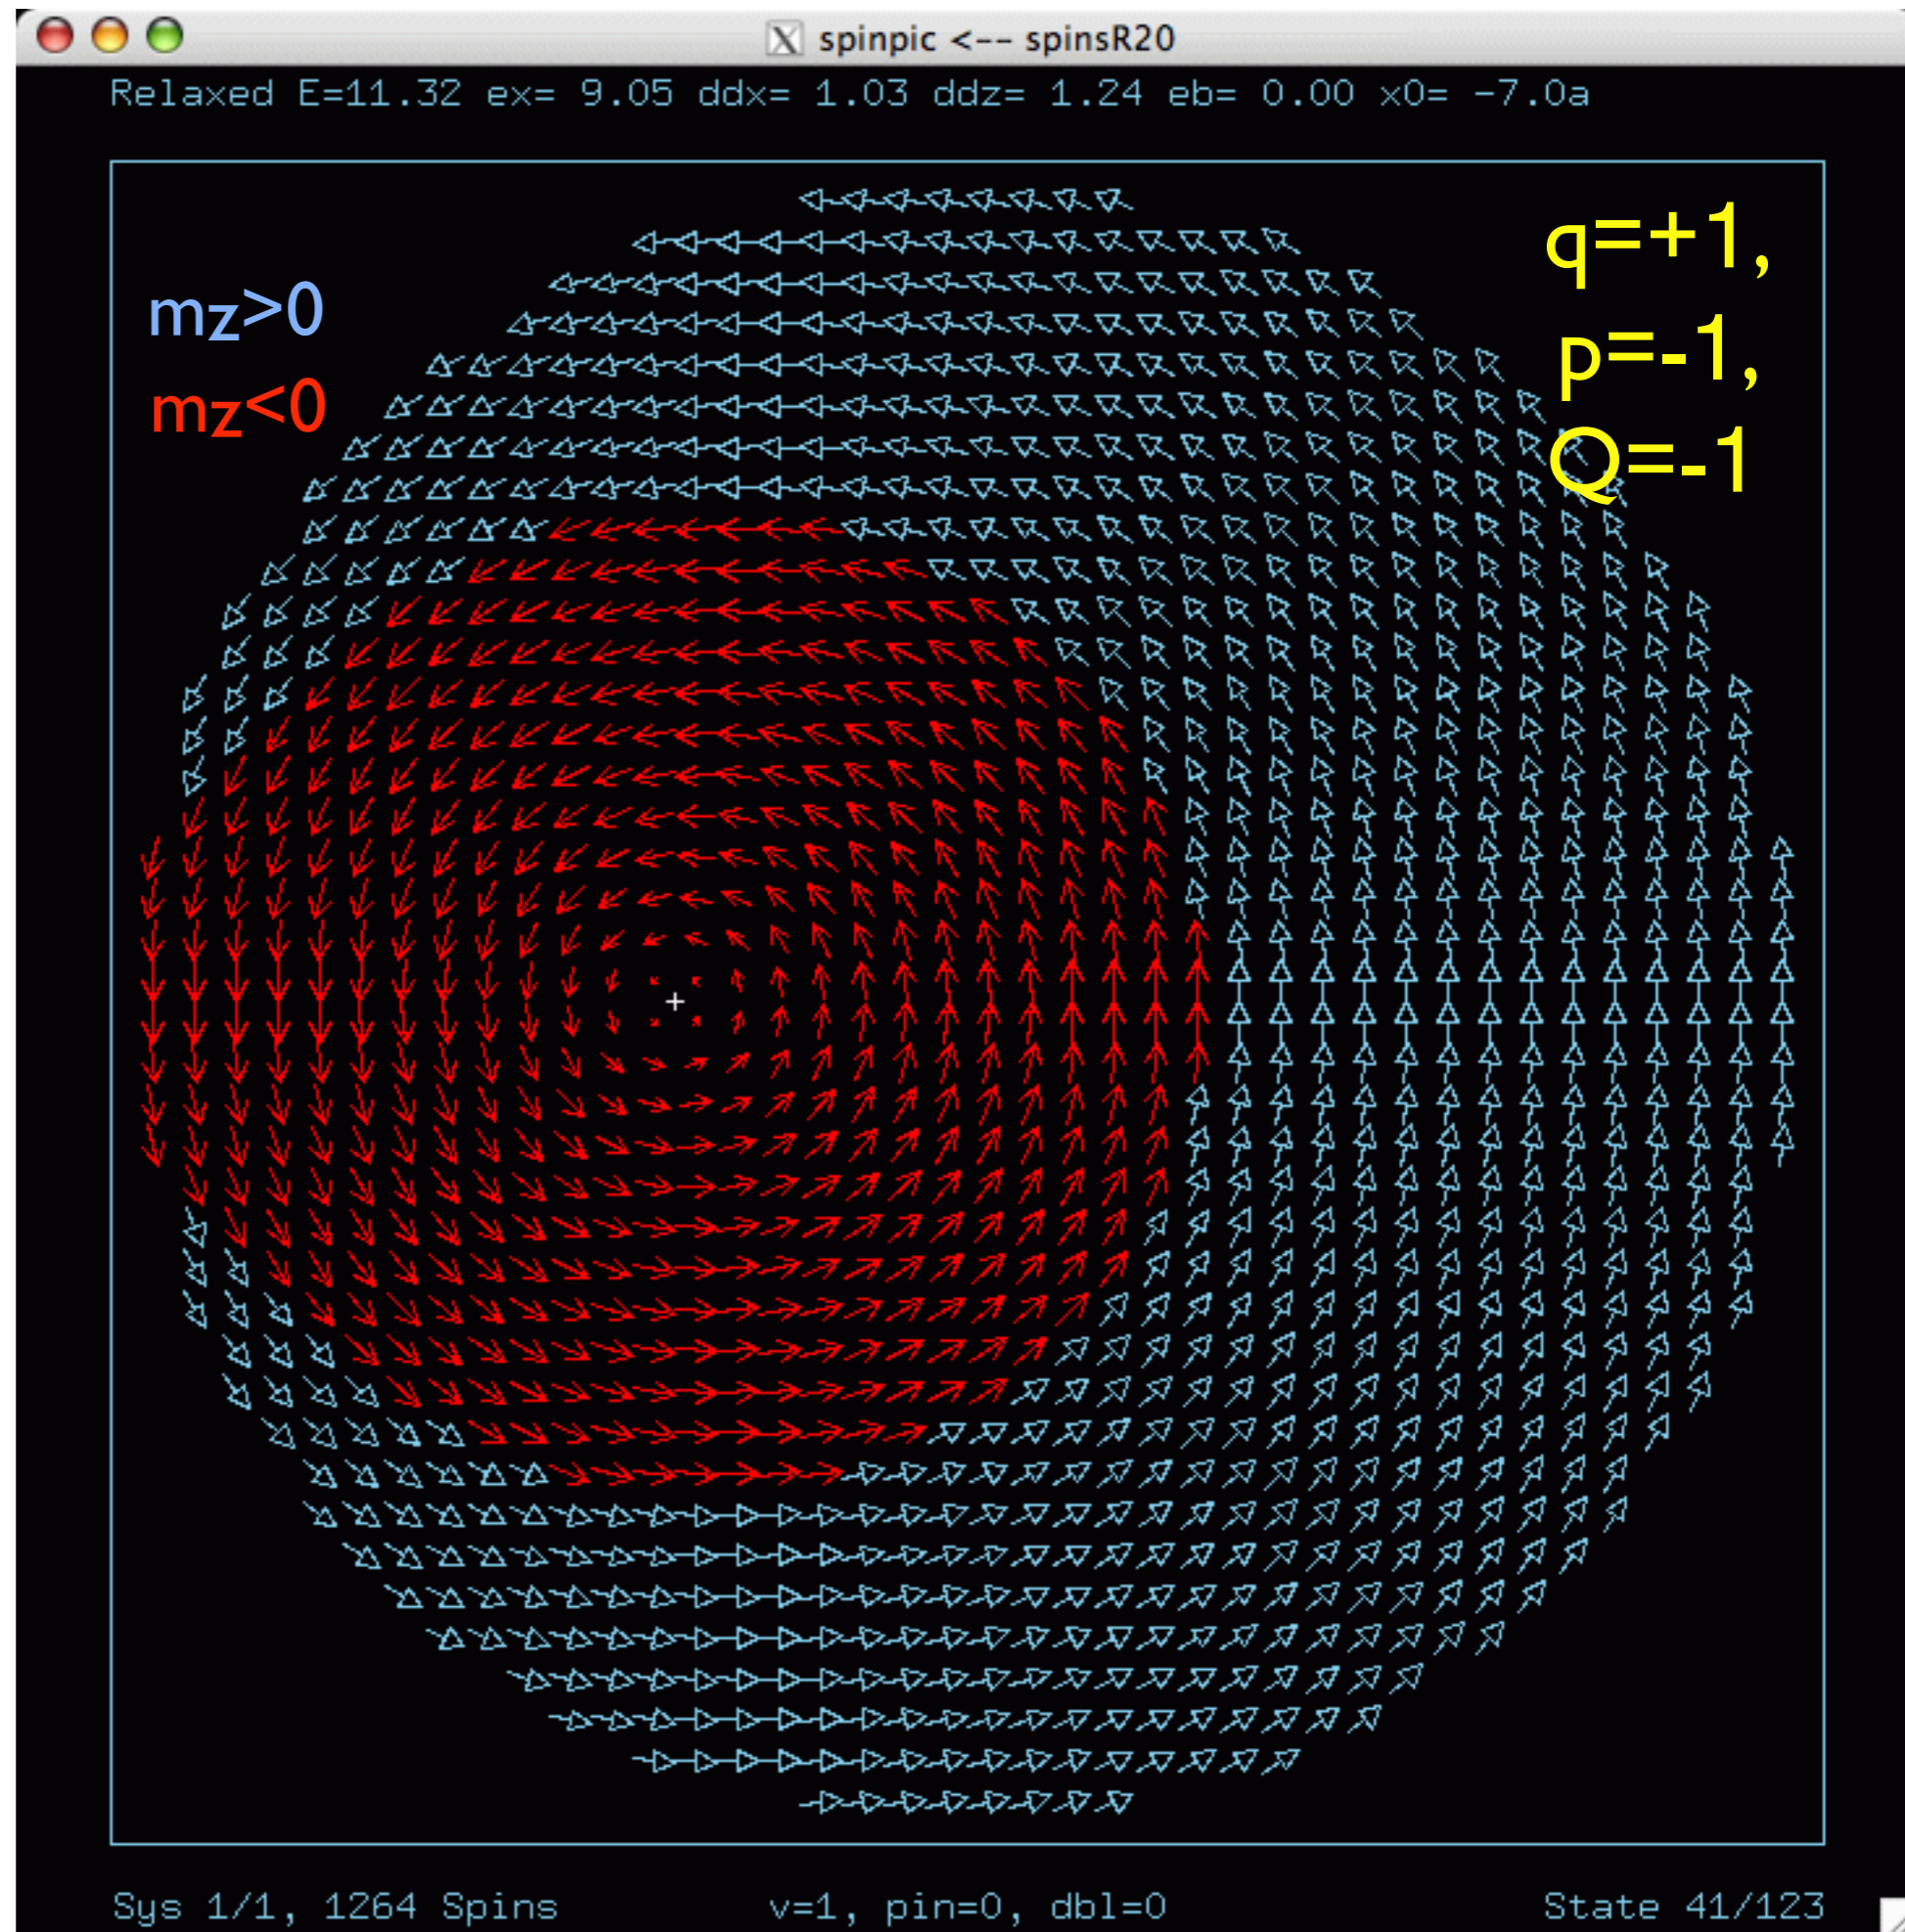 X spinpic <-- spinsR20
Relaxed E=11.32 ex= 9.05 ddx= 1.03 ddz= 1.24 eb= 0.00 x0= -7.0a
mz>0
mz<0
q=+1,
p=-1,
Q=-1
Sys 1/1, 1264 Spins v=1, pin=0, dbl=0 State 41/123